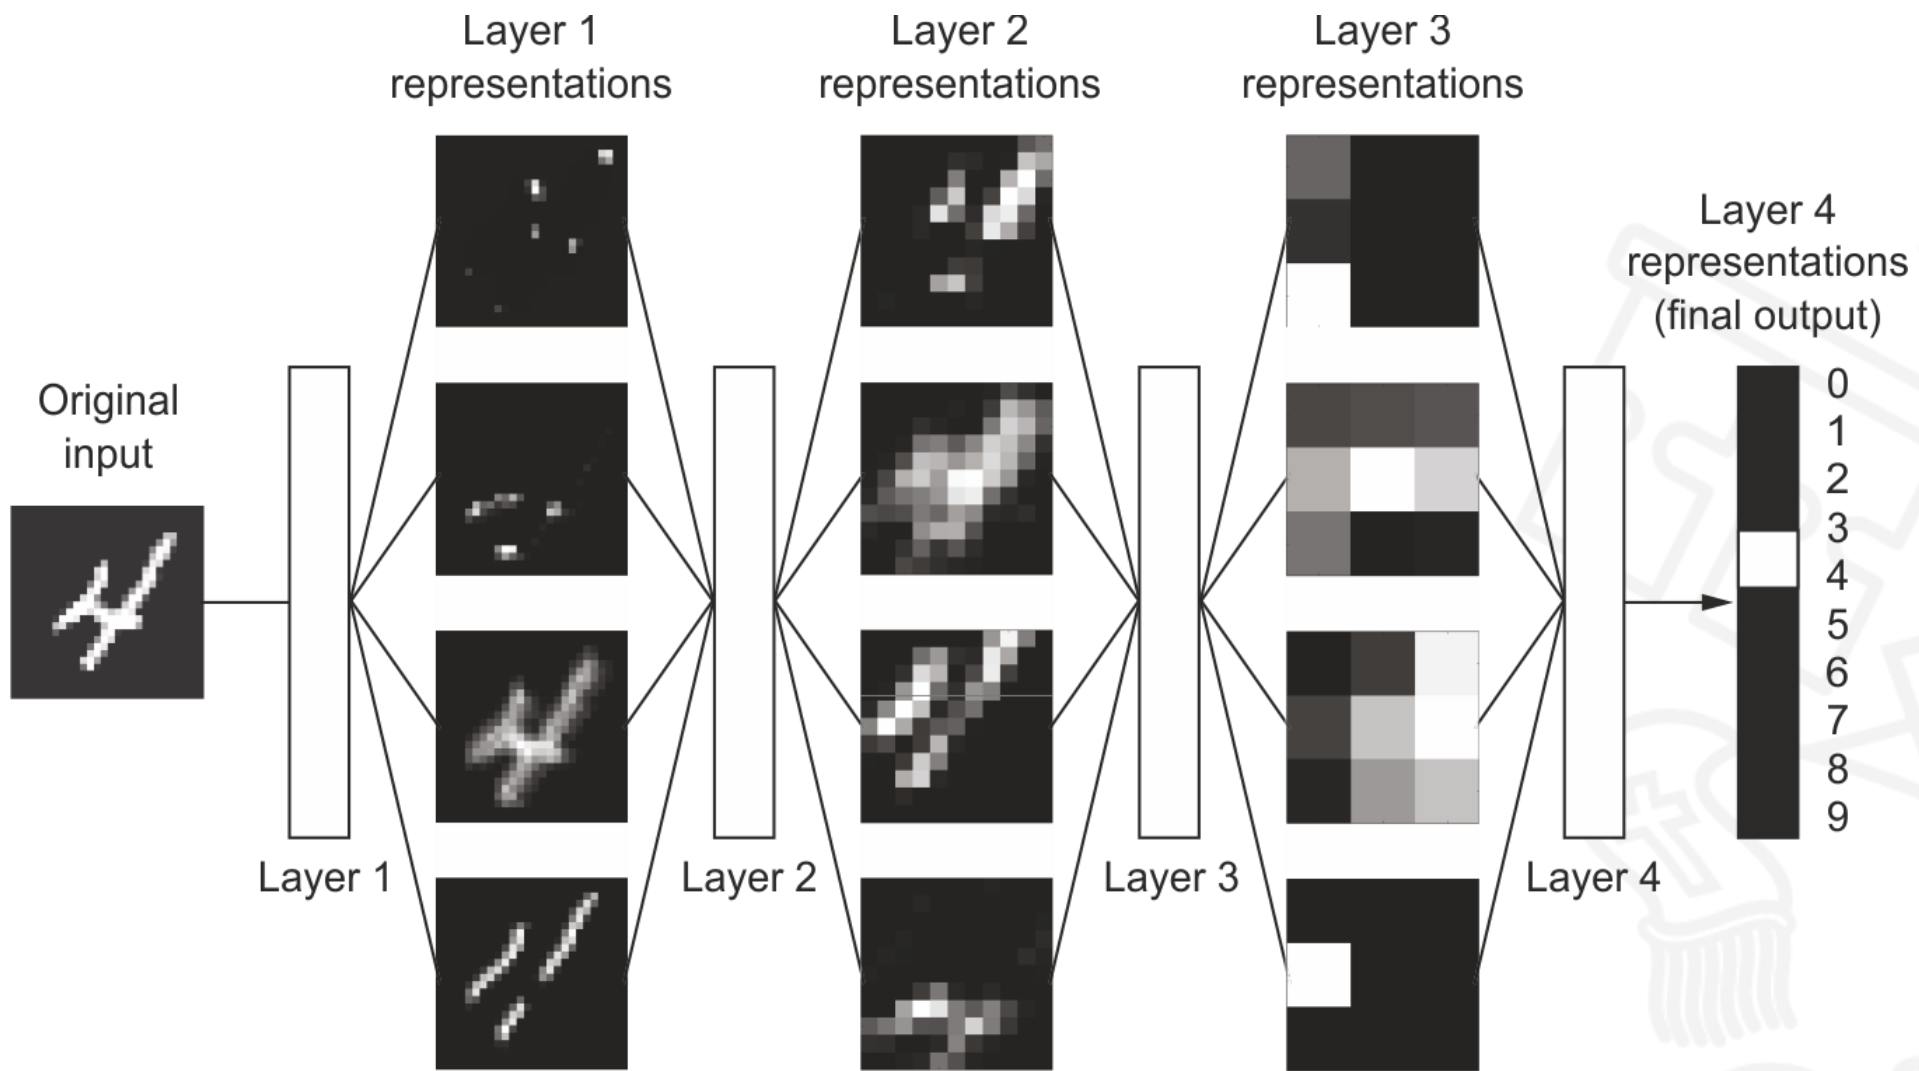 Layer 1
representations
Layer 2
representations
Layer 3
representations
Layer 4
representations
(final output)
Original
input
0
1
2
3
4
5
6
7
8
9
Layer 1
Layer 2
Layer 3
Layer 4